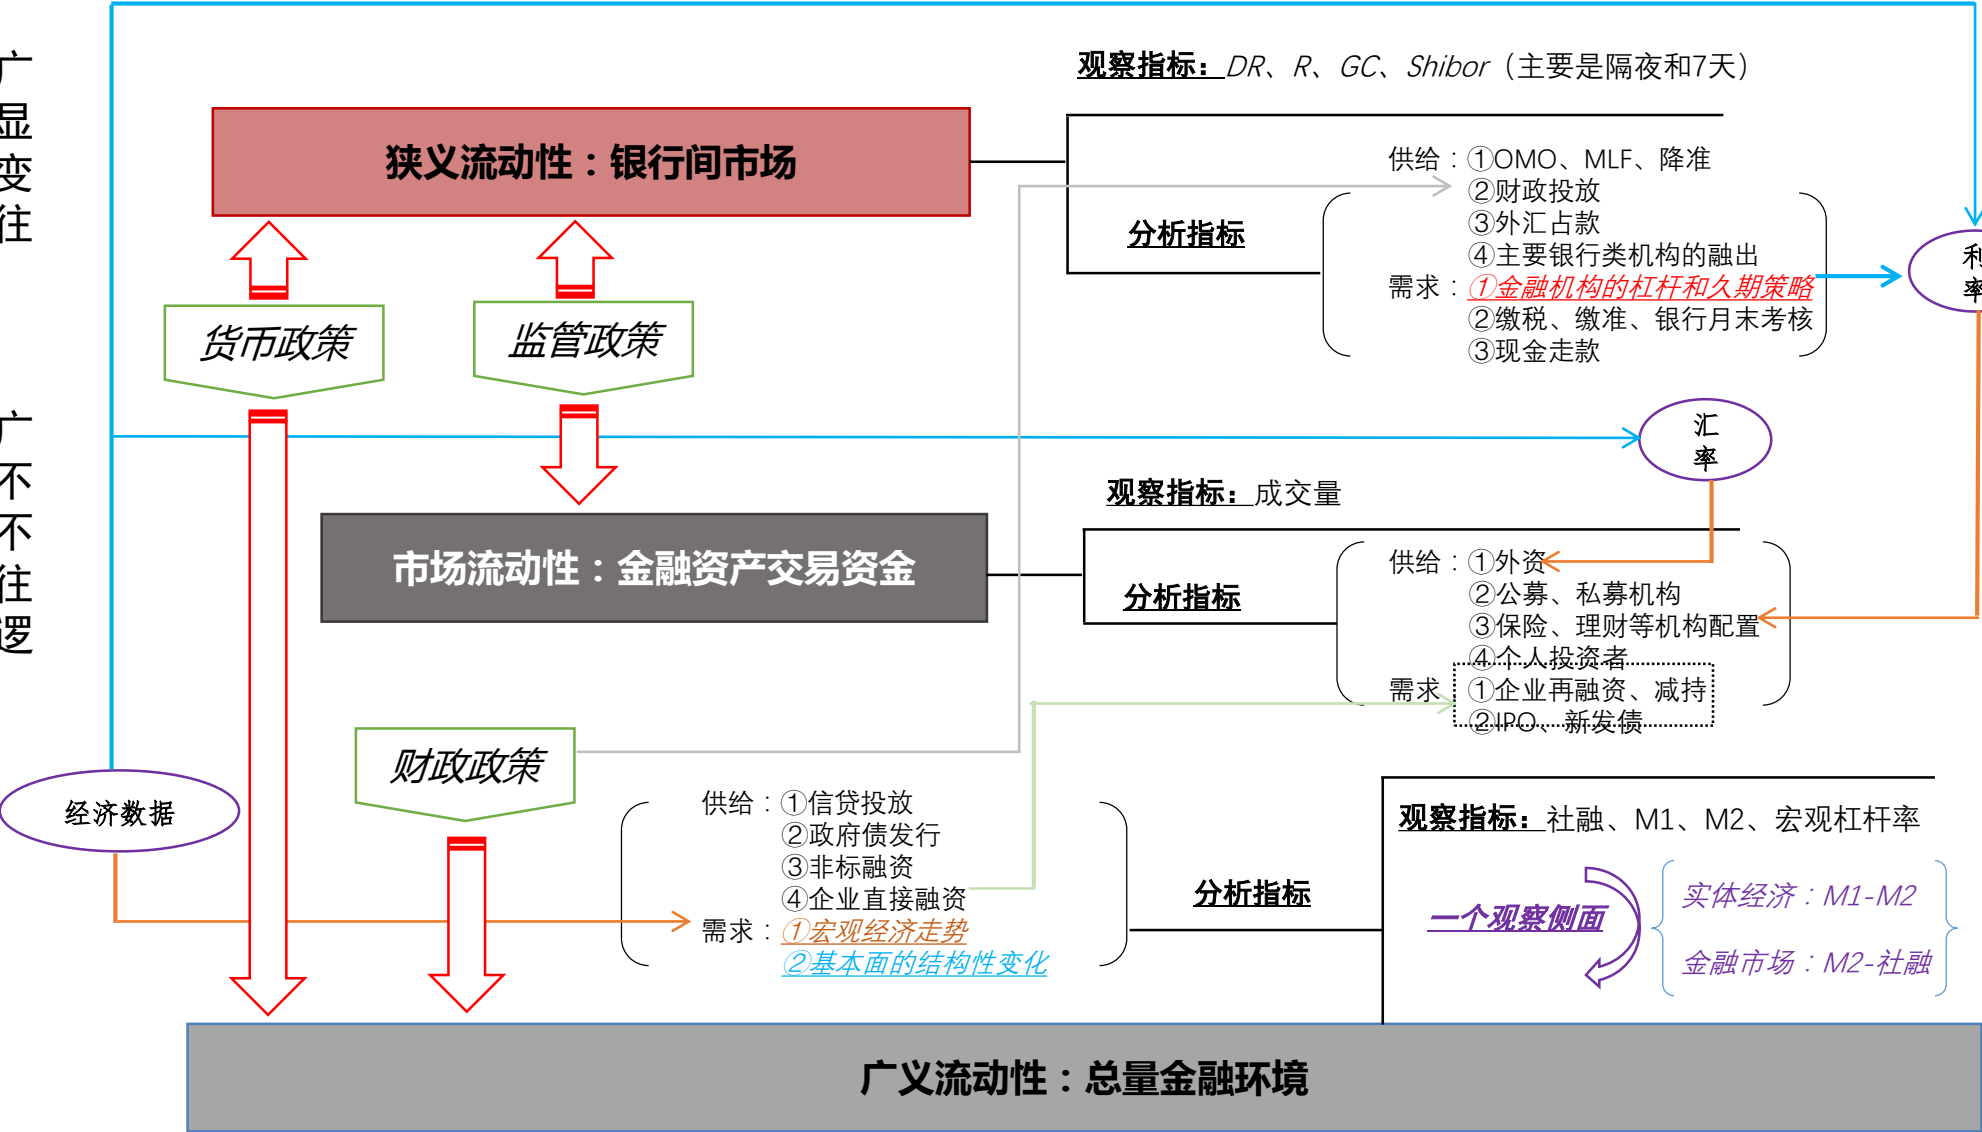 广
显
变
往
广
不
不
往
逻
观察指标：DR、R、GC、Shibor（主要是隔夜和7天）
狭义流动性：银行间市场
分析指标
供给：①OMO、MLF、降准
②财政投放
③外汇占款
④主要银行类机构的融出
需求：①金融机构的杠杆和久期策略
②缴税、缴准、银行月末考核
③现金走款
利
率
货币政策
监管政策
汇
率
观察指标：成交量
市场流动性：金融资产交易资金
分析指标
供给：①外资
②公募、私募机构
③保险、理财等机构配置
④个人投资者
需求 ①企业再融资、减持
②IPO、新发债
财政政策
经济数据
供给：①信贷投放
②政府债发行
③非标融资
④企业直接融资
需求：①宏观经济走势
②基本面的结构性变化
分析指标
观察指标：社融、M1、M2、宏观杠杆率
一个观察侧面
实体经济：M1-M2
金融市场：M2-社融
广义流动性：总量金融环境